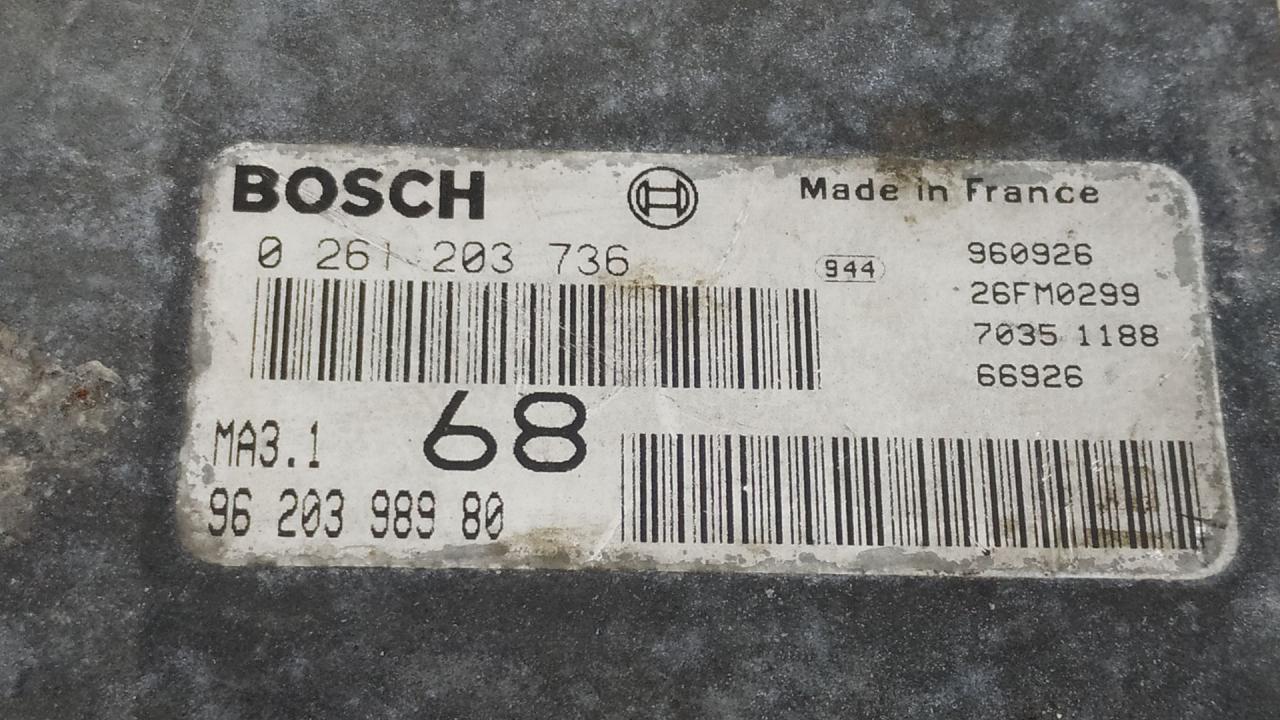 BOSCH
Made in France
0 261 203 736
944
960926
26FM0299
7035 1188
66926
MA3.1
68
96 203 989 80